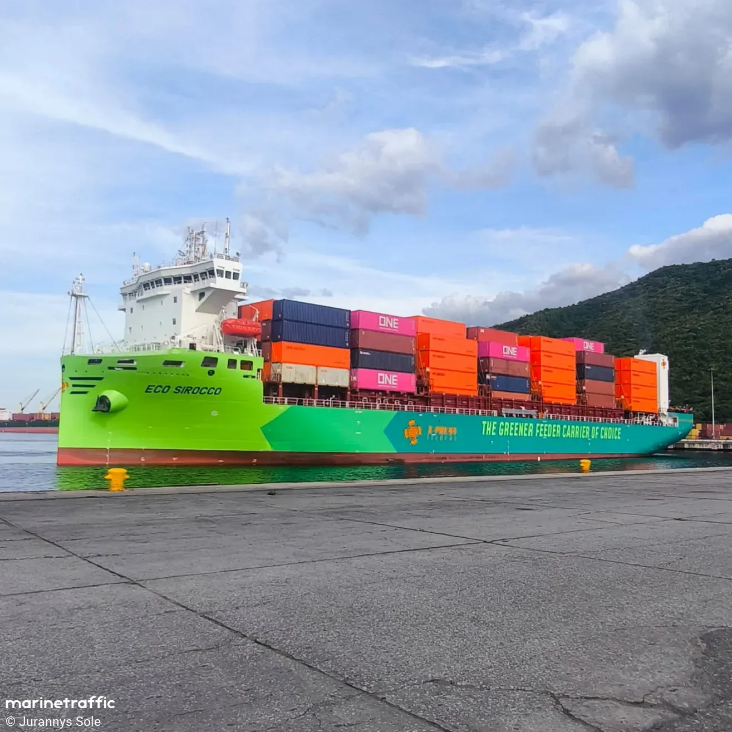 ONE
ONE
ONE
ONE
ECO SIROCCO
THE GREENER FEEDER CARRIER OF CHOICE
marinetraffic
© Jurannys Sole